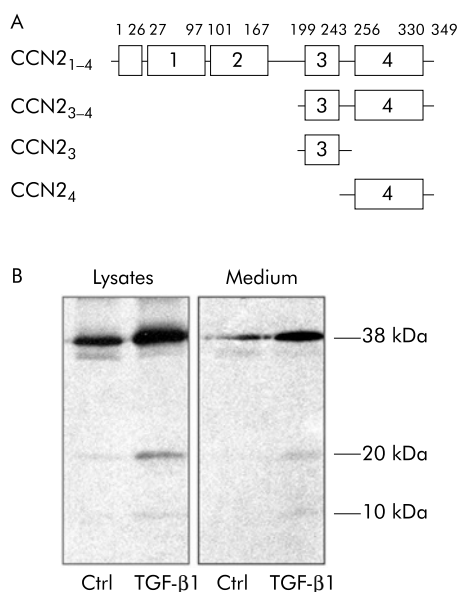 A
1 26 27 97 101 167 199 243 256 330 349
CCN2₁₋₄ 1 2 3 4
CCN2₃₋₄ 3 4
CCN2₃ 3
CCN2₄ 4
B
Lysates Medium
38 kDa
20 kDa
10 kDa
Ctrl TGF-β1 Ctrl TGF-β1